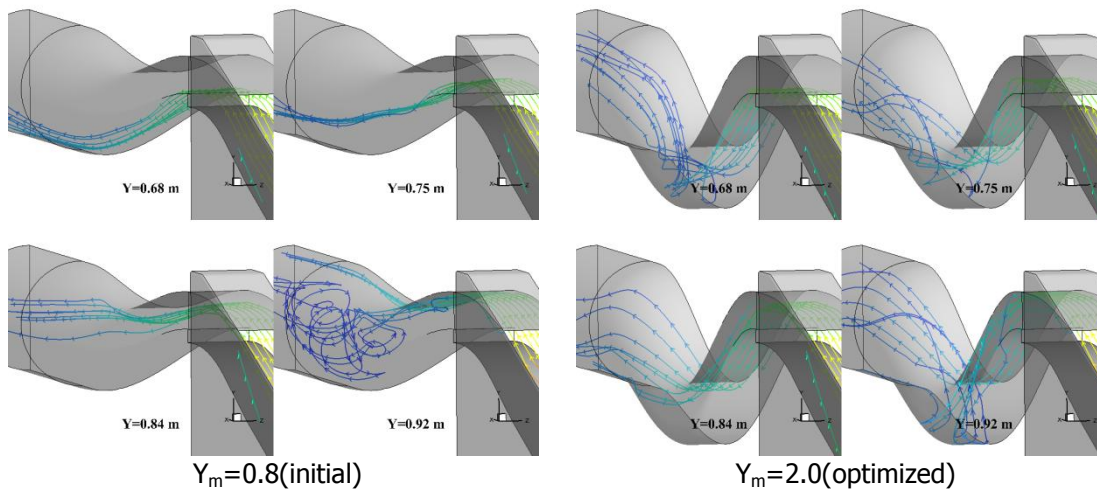 Y=0.68 m
Y=0.75 m
Y=0.68 m
Y=0.75 m
Y=0.84 m
Y=0.92 m
Y=0.84 m
Y=0.92 m
Yₘ=0.8(initial)
Yₘ=2.0(optimized)